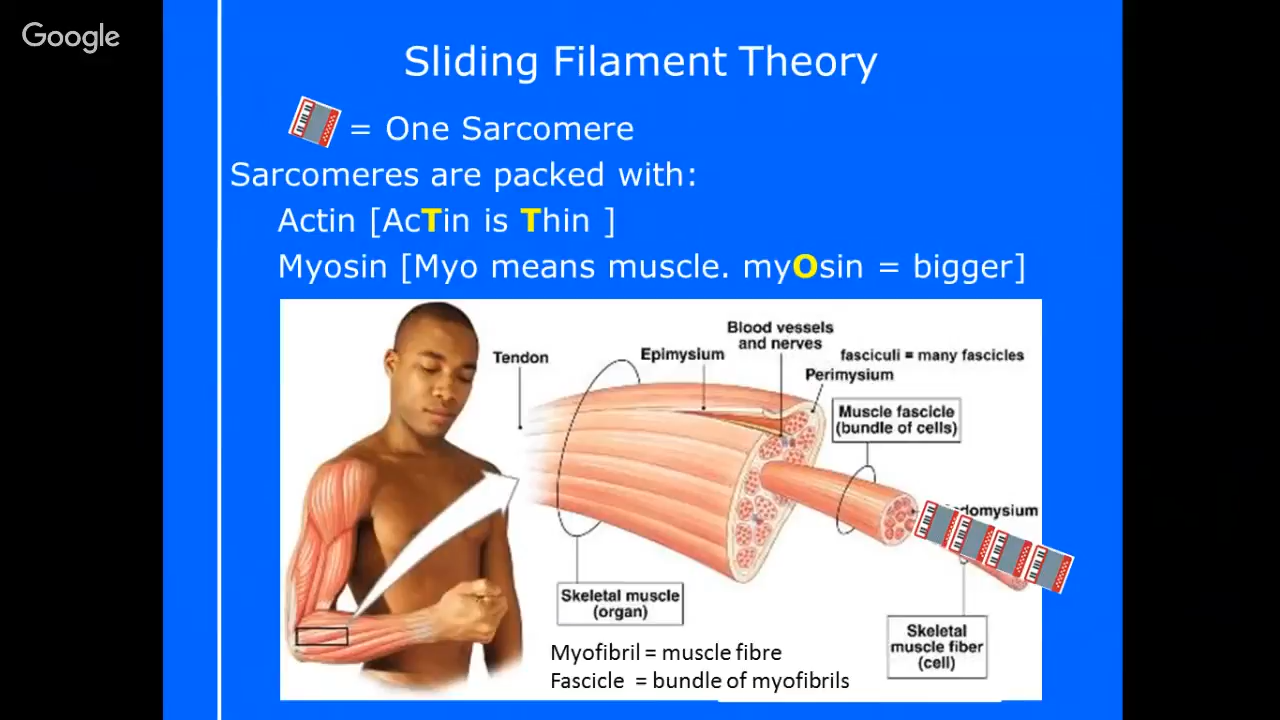 Google
Sliding Filament Theory
= One Sarcomere
Sarcomeres are packed with:
Actin [AcTin is Thin ]
Myosin [Myo means muscle. myOsin = bigger]
Blood vessels
and nerves
Tendon
Epimysium
fasciculi = many fascicles
Perimysium
Muscle fascicle
(bundle of cells)
domysium
Skeletal muscle
(organ)
Skeletal
muscle fiber
(cell)
Myofibril = muscle fibre
Fascicle = bundle of myofibrils